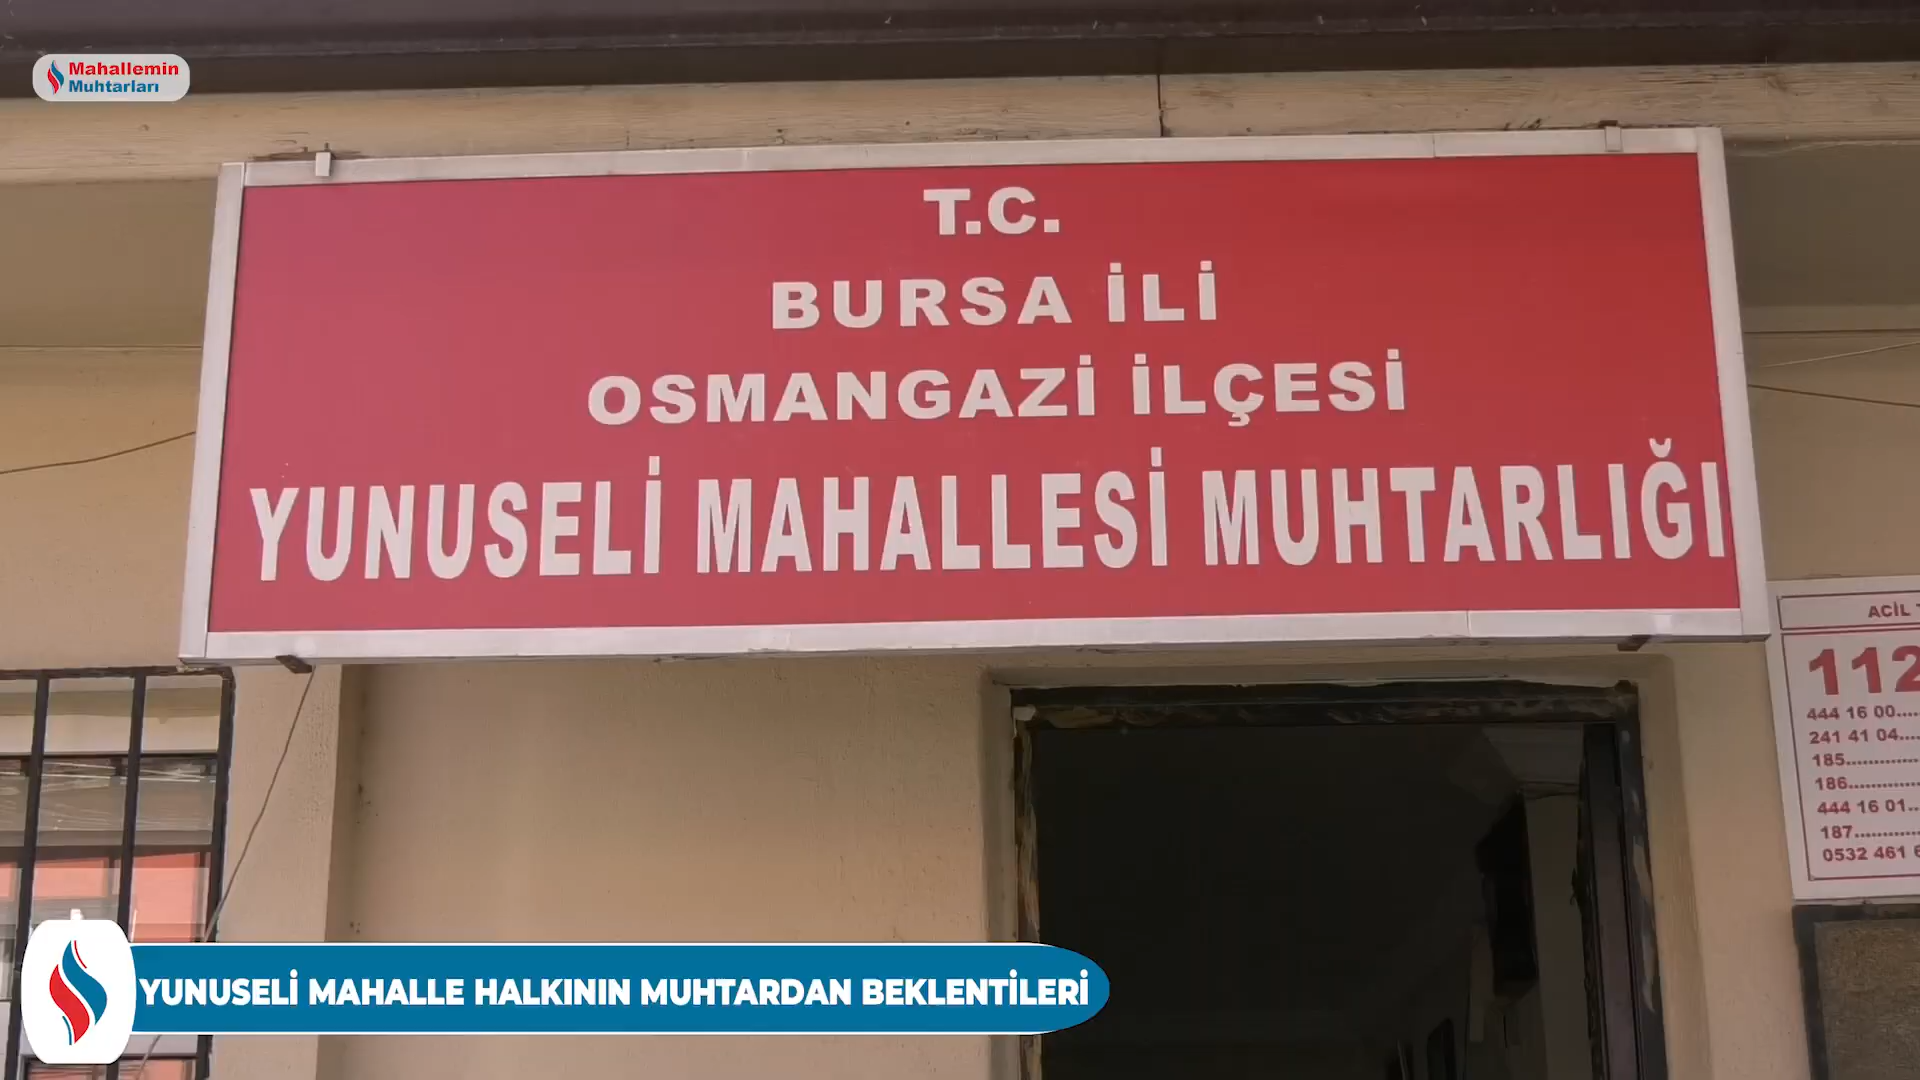 Mahallemin
Muhtarları
T.C.
BURSA İLİ
OSMANGAZİ İLÇESİ
YUNUSELİ MAHALLESİ MUHTARLIĞI
ACİL
112
444 16 00....
241 41 04....
185...........
186...........
444 16 01..
187...........
0532 461
YUNUSELİ MAHALLE HALKININ MUHTARDAN BEKLENTİLERİ